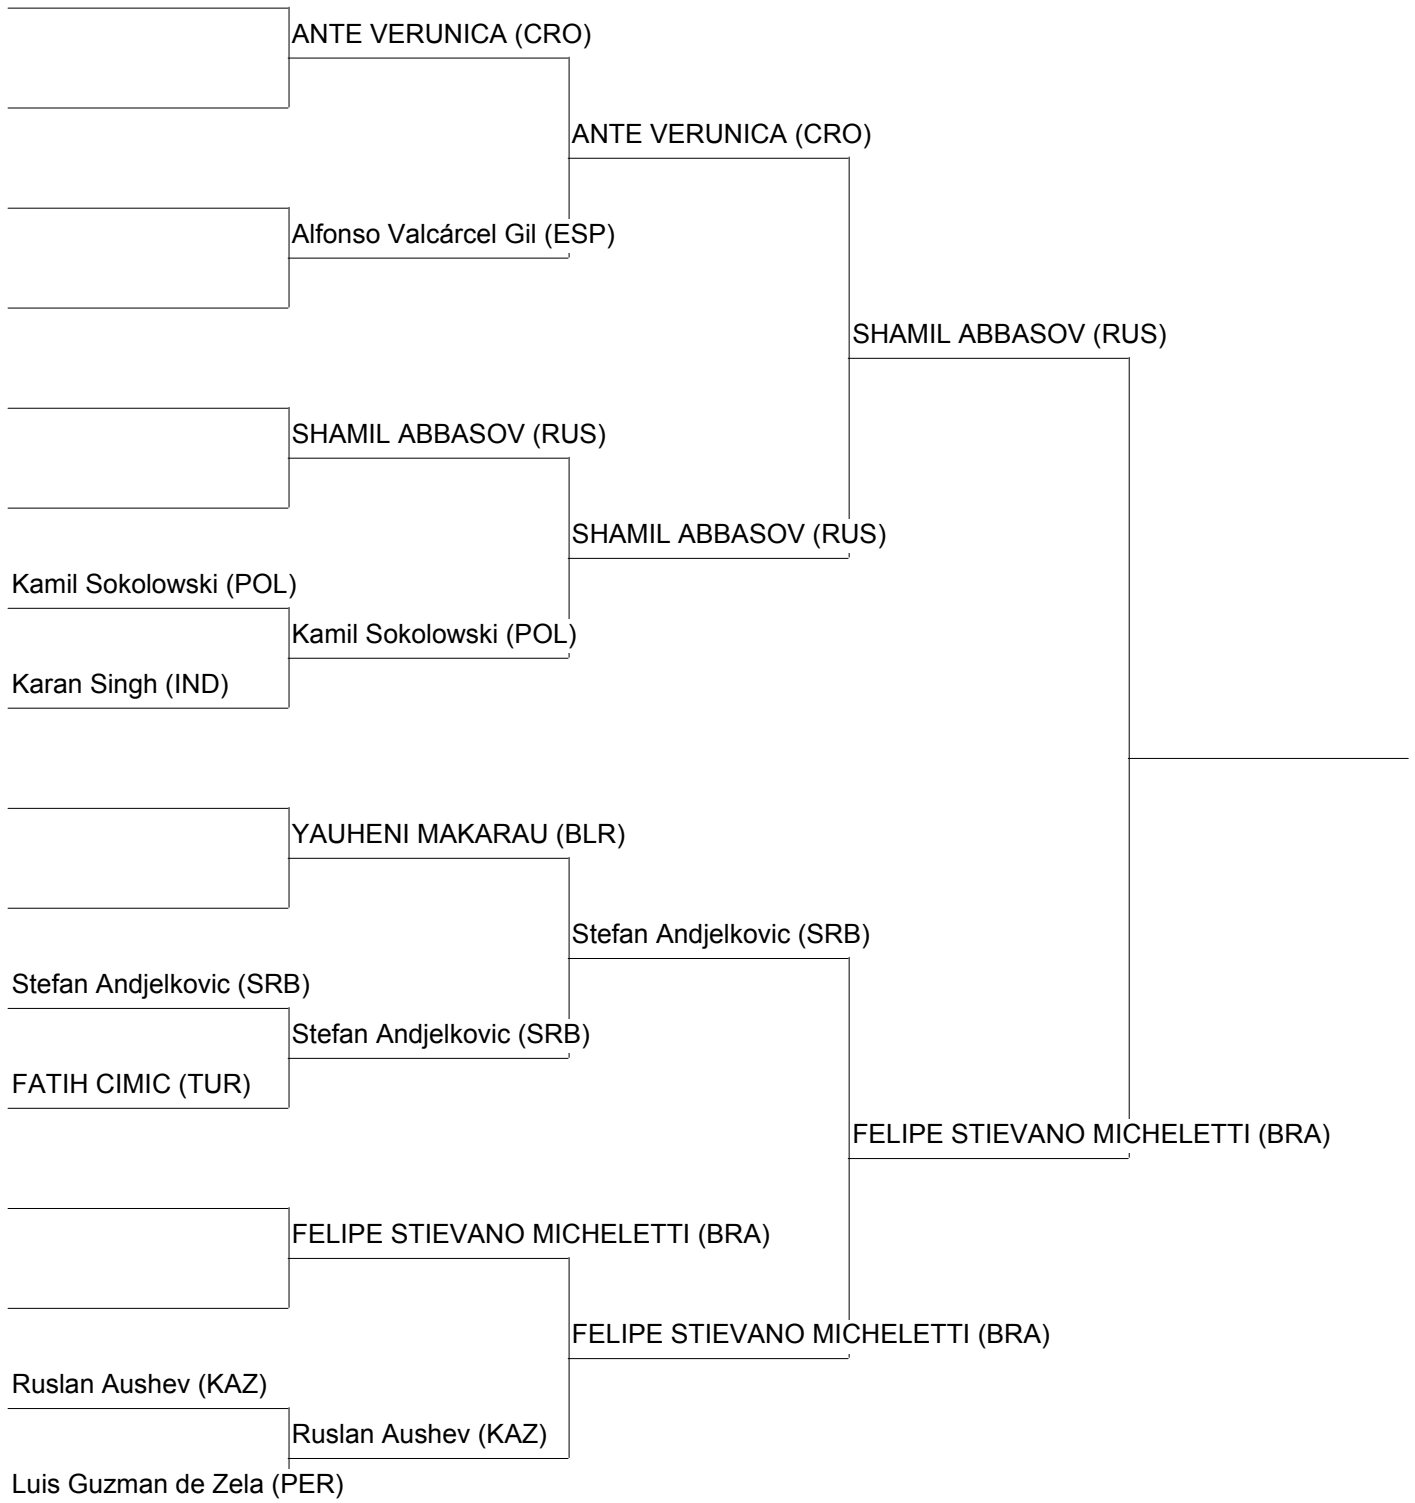 ANTE VERUNICA (CRO)
ANTE VERUNICA (CRO)
Alfonso Valcárcel Gil (ESP)
SHAMIL ABBASOV (RUS)
SHAMIL ABBASOV (RUS)
SHAMIL ABBASOV (RUS)
Kamil Sokolowski (POL)
Kamil Sokolowski (POL)
Karan Singh (IND)
YAUHENI MAKARAU (BLR)
Stefan Andjelkovic (SRB)
Stefan Andjelkovic (SRB)
Stefan Andjelkovic (SRB)
FATIH CIMIC (TUR)
FELIPE STIEVANO MICHELETTI (BRA)
FELIPE STIEVANO MICHELETTI (BRA)
FELIPE STIEVANO MICHELETTI (BRA)
Ruslan Aushev (KAZ)
Ruslan Aushev (KAZ)
Luis Guzman de Zela (PER)